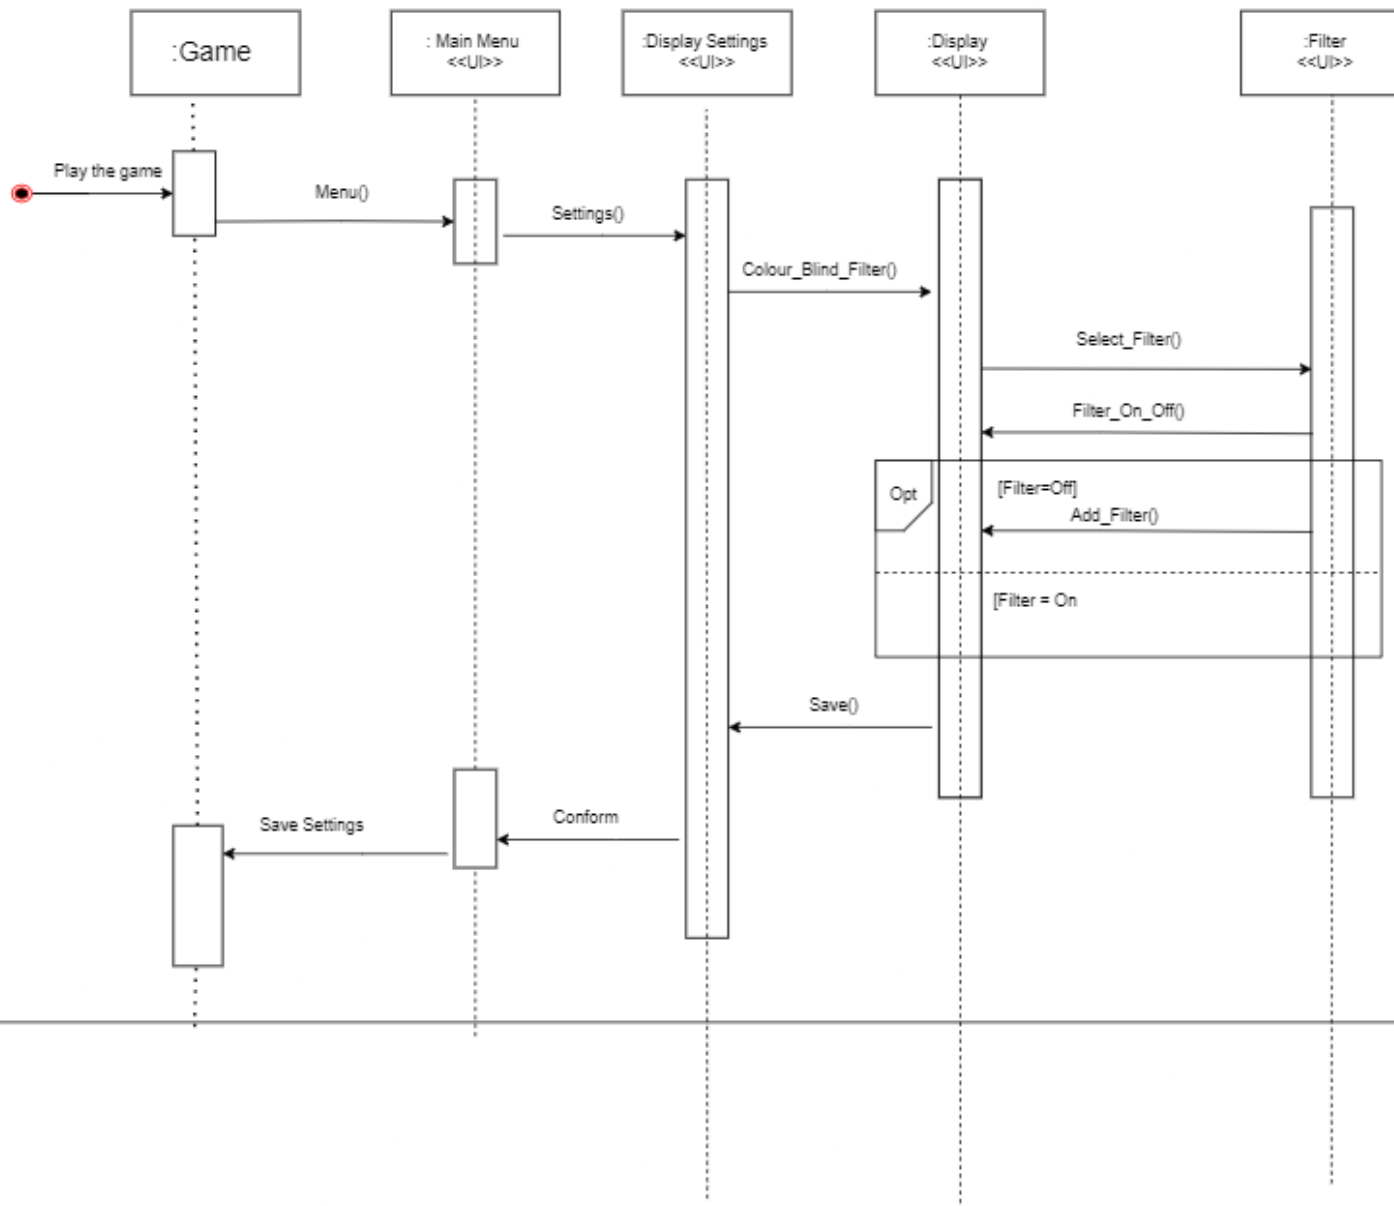 :Game
: Main Menu
<<UI>>
:Display Settings
<<UI>>
:Display
<<UI>>
:Filter
<<UI>>
Play the game
Menu()
Settings()
Colour_Blind_Filter()
Select_Filter()
Filter_On_Off()
Opt
[Filter=Off]
Add_Filter()
[Filter = On
Save()
Conform
Save Settings